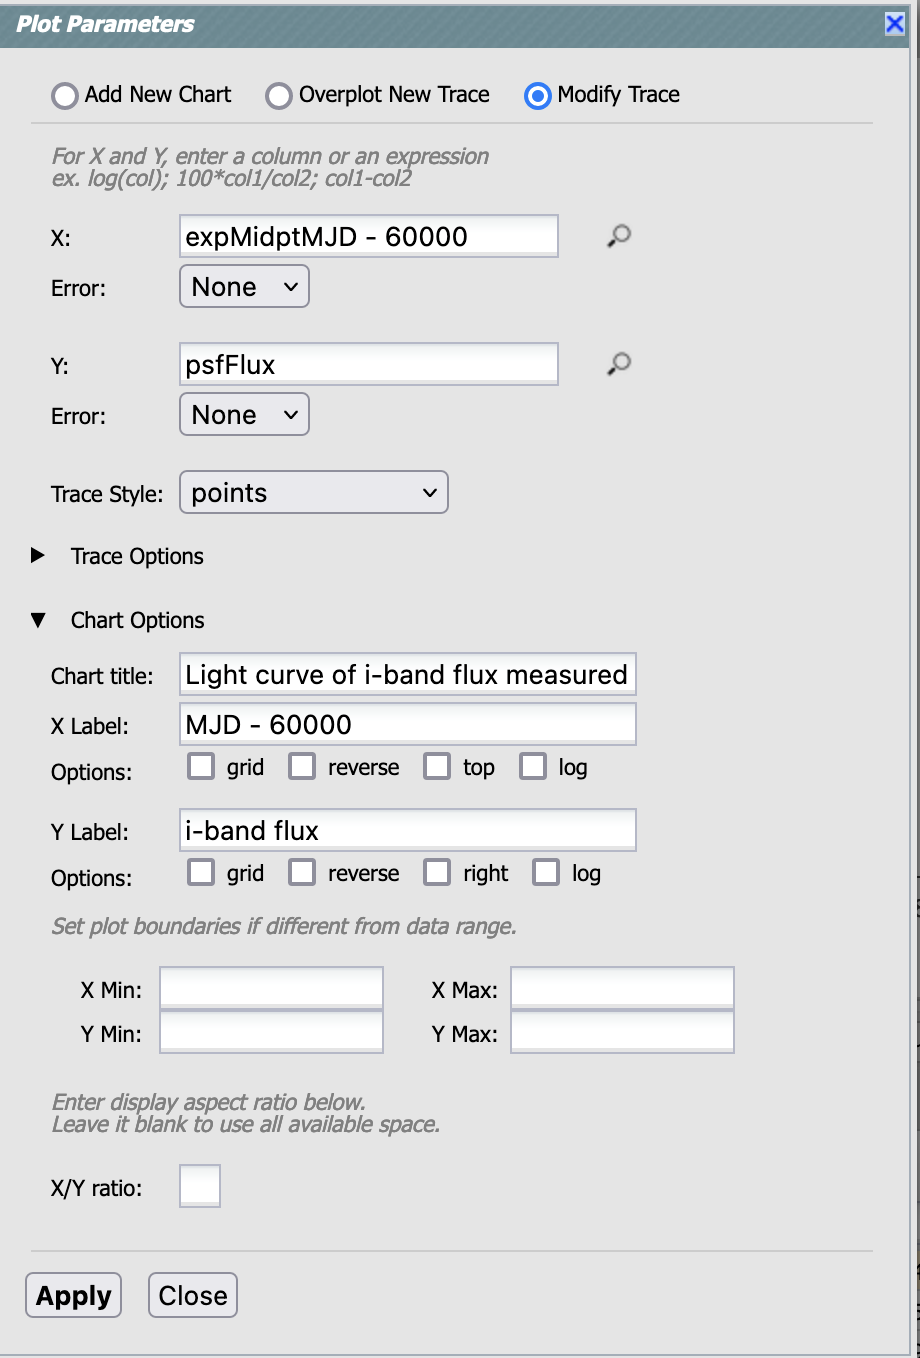 Plot Parameters
Add New Chart Overplot New Trace Modify Trace
For X and Y, enter a column or an expression
ex. log(col); 100*col1/col2; col1-col2
X: expMidptMJD - 60000
Error: None
Y: psfFlux
Error: None
Trace Style: points
Trace Options
Chart Options
Chart title: Light curve of i-band flux measured
X Label: MJD - 60000
Options: grid reverse top log
Y Label: i-band flux
Options: grid reverse right log
Set plot boundaries if different from data range.
X Min: X Max:
Y Min: Y Max:
Enter display aspect ratio below.
Leave it blank to use all available space.
X/Y ratio:
Apply Close